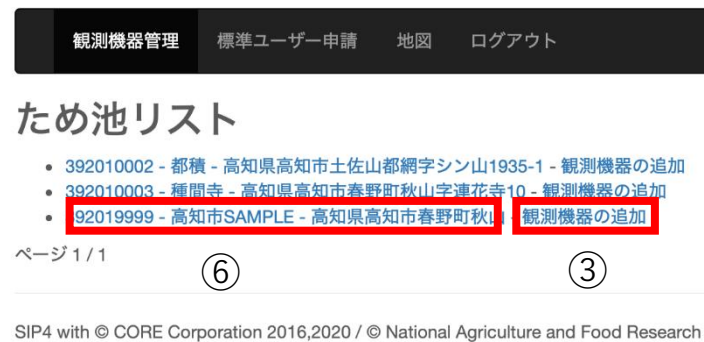 観測機器管理 標準ユーザー申請 地図 ログアウト
ため池リスト
392010002 - 都積 - 高知県高知市土佐山都網字シン山1935-1 - 観測機器の追加
392010003 - 種間寺 - 高知県高知市春野町秋山字連花寺10 - 観測機器の追加
392019999 - 高知市SAMPLE - 高知県高知市春野町秋山 - 観測機器の追加
ページ 1 / 1
⑥ ③
SIP4 with © CORE Corporation 2016,2020 / © National Agriculture and Food Research